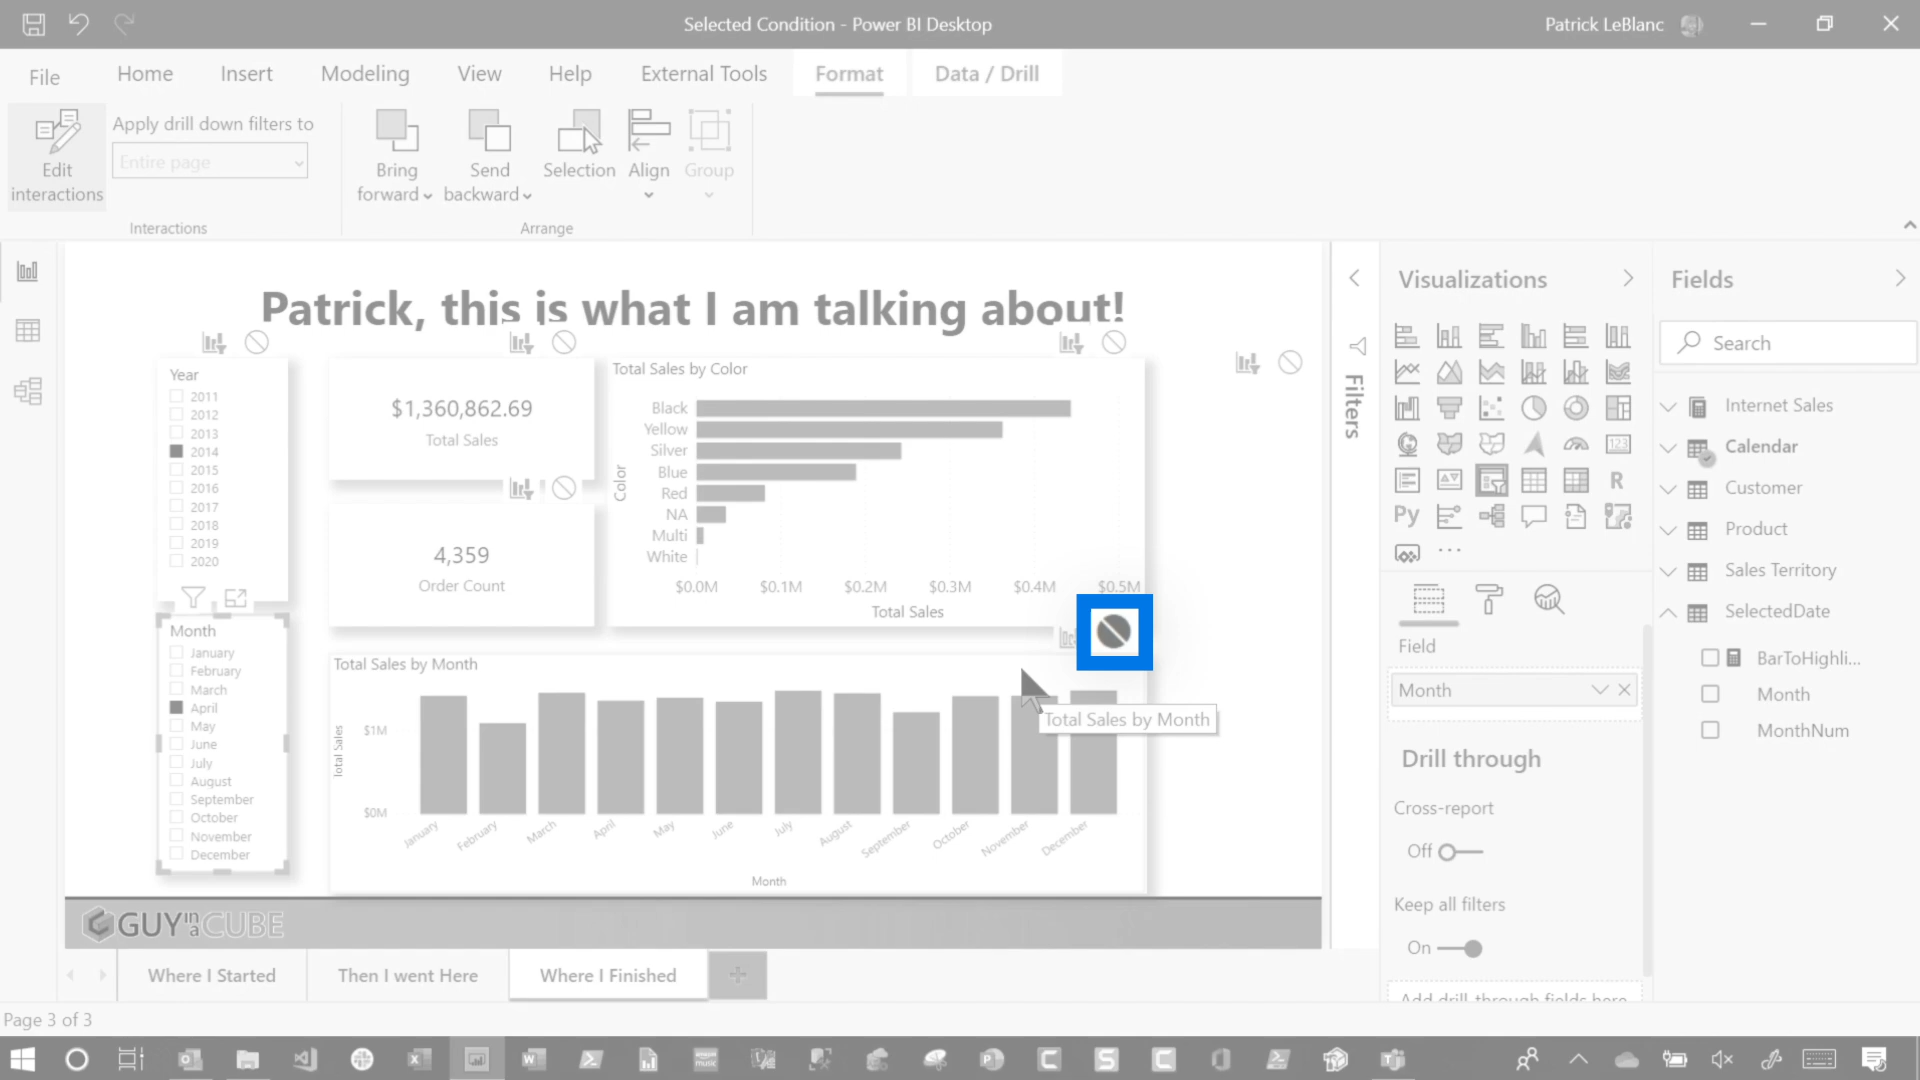 Selected Condition - Power BI Desktop
Patrick LeBlanc
File
Home
Insert
Modeling
View
Help
External Tools
Format
Data / Drill
Edit
interactions
Apply drill down filters to
Entire page
Interactions
Bring
forward
Send
backward
Selection
Align
Group
Arrange
Patrick, this is what I am talking about!
Year
2011
2012
2013
2014
2015
2016
2017
2018
2019
2020
Month
January
February
March
April
May
June
July
August
September
October
November
December
$1,360,862.69
Total Sales
4,359
Order Count
Total Sales by Color
Color
Black
Yellow
Silver
Blue
Red
NA
Multi
White
$0.0M
$0.1M
$0.2M
$0.3M
$0.4M
$0.5M
Total Sales
Total Sales by Month
Total Sales
$1M
$0M
January
February
March
April
May
June
July
August
September
October
November
December
Month
Total Sales by Month
GUY in a CUBE
Filters
Visualizations
123
R
Py
...
Field
Month
Drill through
Cross-report
Off
Keep all filters
On
Add drill-through fields here
Fields
Search
Internet Sales
Calendar
Customer
Product
Sales Territory
SelectedDate
BarToHighli...
Month
MonthNum
Where I Started
Then I went Here
Where I Finished
Page 3 of 3